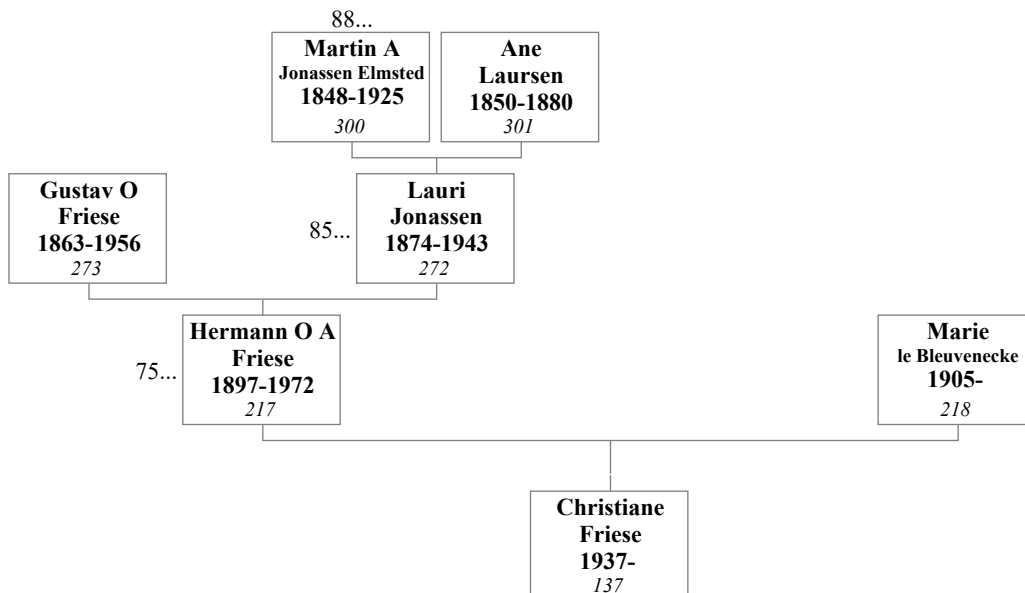 88...
Martin A
Jonassen Elmsted
1848-1925
300
Ane
Laursen
1850-1880
301
Gustav O
Friese
1863-1956
273
85...
Lauri
Jonassen
1874-1943
272
75...
Hermann O A
Friese
1897-1972
217
Marie
le Bleuvenecke
1905-
218
Christiane
Friese
1937-
137